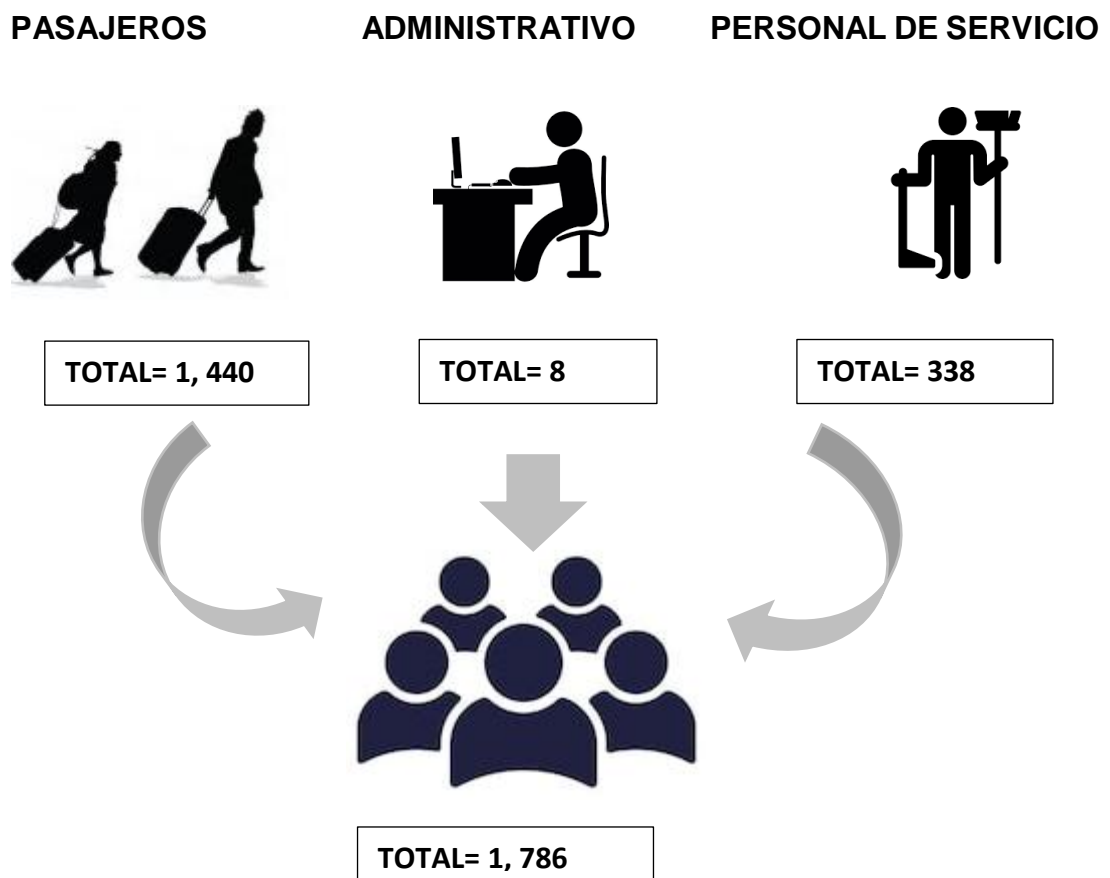 PASAJEROS
ADMINISTRATIVO
PERSONAL DE SERVICIO
TOTAL= 1, 440
TOTAL= 8
TOTAL= 338
TOTAL= 1, 786